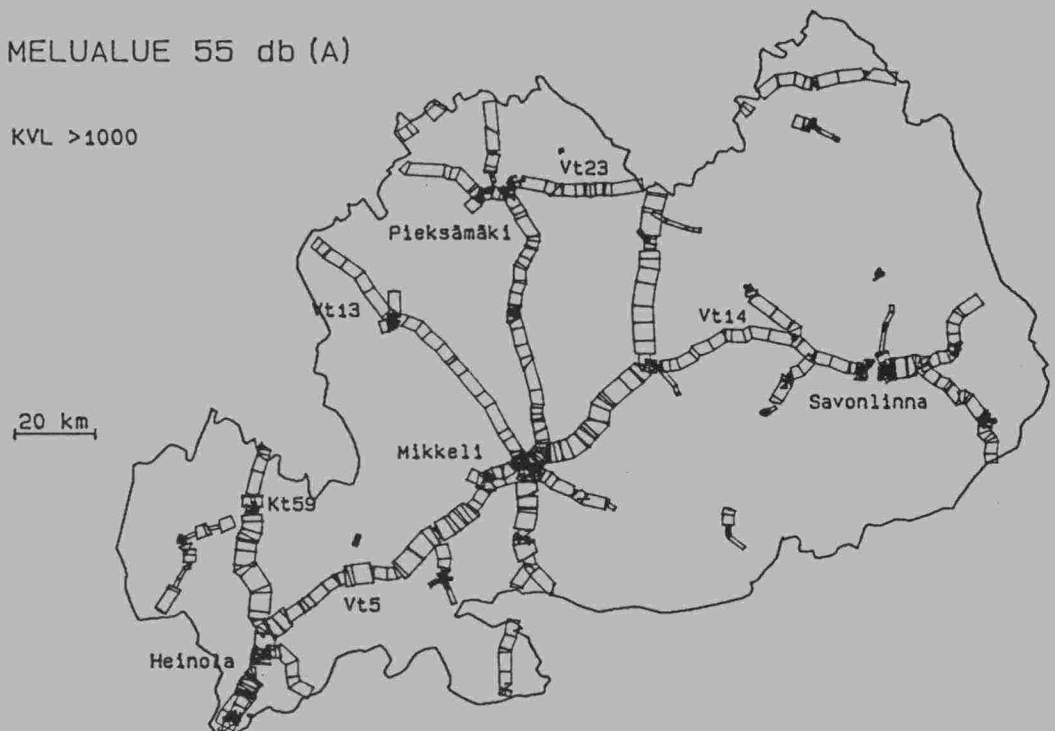 MELUALUE 55 db (A)
KVL >1000
Vt23
Pieksämäki
Vt13
Vt14
Savonlinna
20 km
Mikkeli
Kt59
Vt5
Heinola